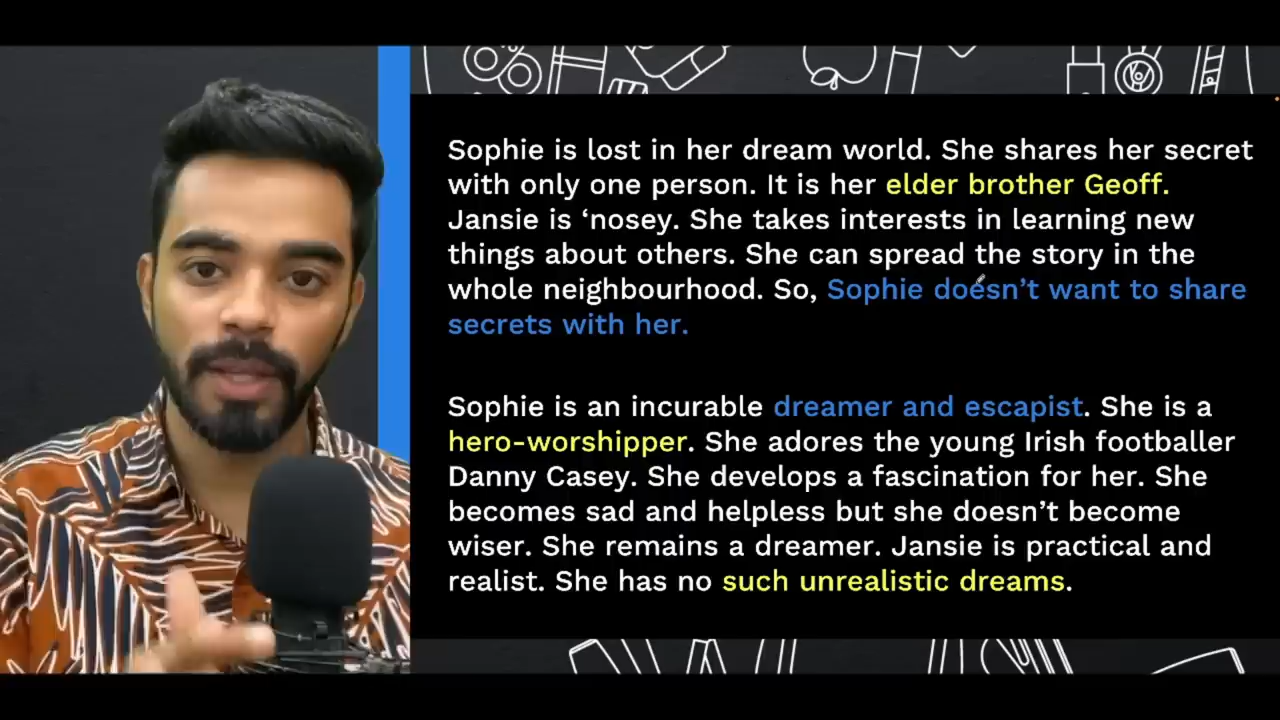 Sophie is lost in her dream world. She shares her secret
with only one person. It is her elder brother Geoff.
Jansie is ‘nosey. She takes interests in learning new
things about others. She can spread the story in the
whole neighbourhood. So, Sophie doesn’t want to share
secrets with her.
Sophie is an incurable dreamer and escapist. She is a
hero-worshipper. She adores the young Irish footballer
Danny Casey. She develops a fascination for her. She
becomes sad and helpless but she doesn’t become
wiser. She remains a dreamer. Jansie is practical and
realist. She has no such unrealistic dreams.